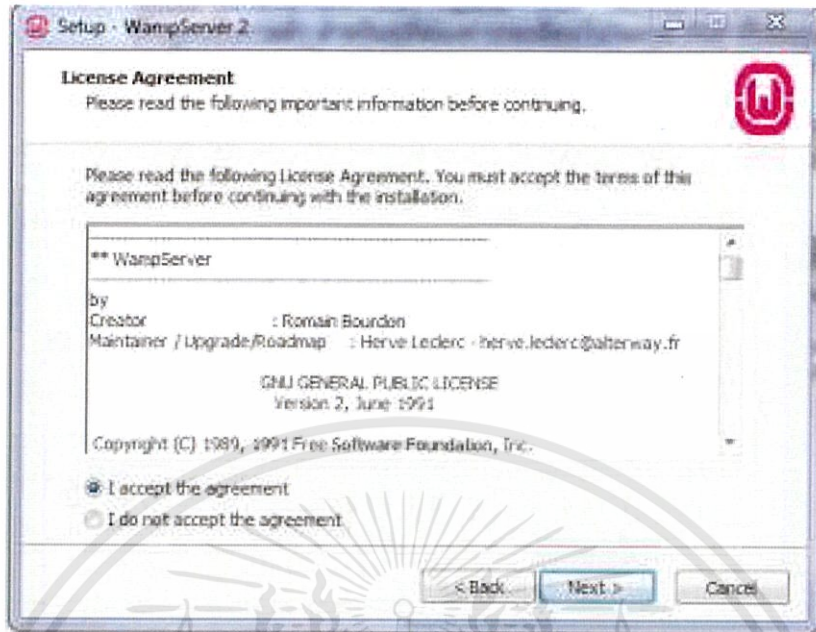 Setup - WampServer 2
License Agreement
Please read the following important information before continuing.
Please read the following License Agreement. You must accept the terms of this
agreement before continuing with the installation.
** WampServer
by
Creator : Romain Bourdon
Maintainer / Upgrade/Roadmap : Herve Leclerc - herve.leclerc@alterway.fr
GNU GENERAL PUBLIC LICENSE
Version 2, June 1991
Copyright (C) 1989, 1991 Free Software Foundation, Inc.
I accept the agreement
I do not accept the agreement
< Back
Next >
Cancel